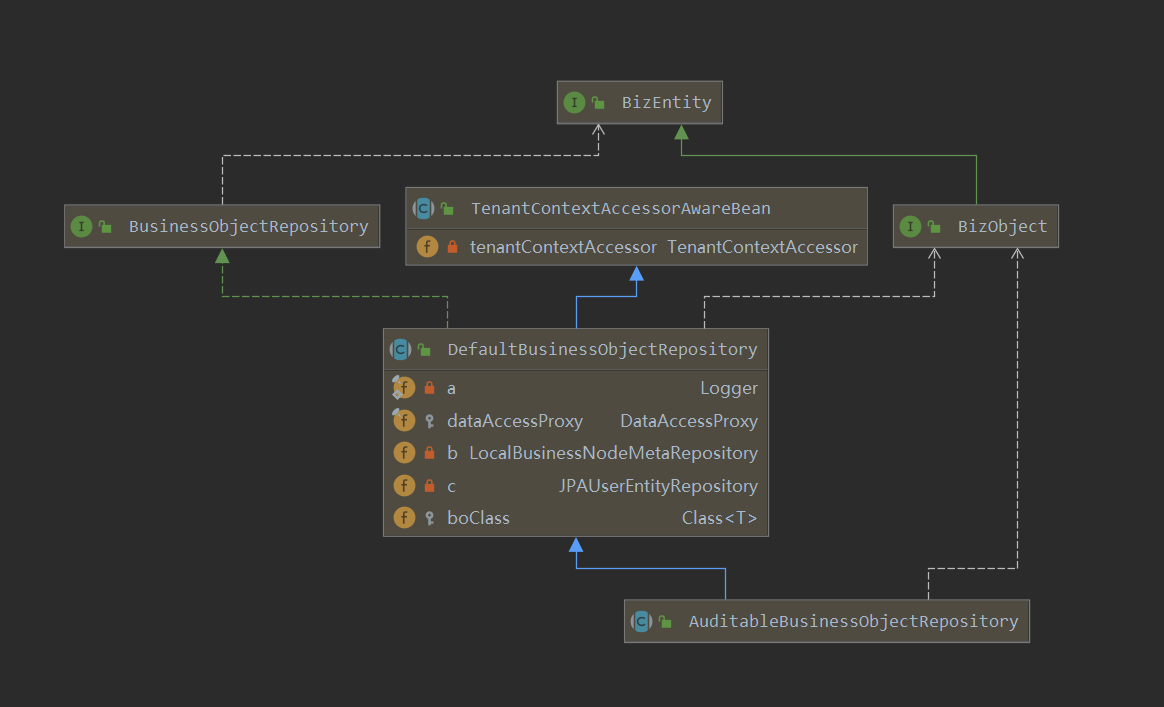 BizEntity
TenantContextAccessorAwareBean
tenantContextAccessor TenantContextAccessor
BusinessObjectRepository
BizObject
DefaultBusinessObjectRepository
a Logger
dataAccessProxy DataAccessProxy
b LocalBusinessNodeMetaRepository
c JPAUserEntityRepository
boClass Class<T>
AuditableBusinessObjectRepository